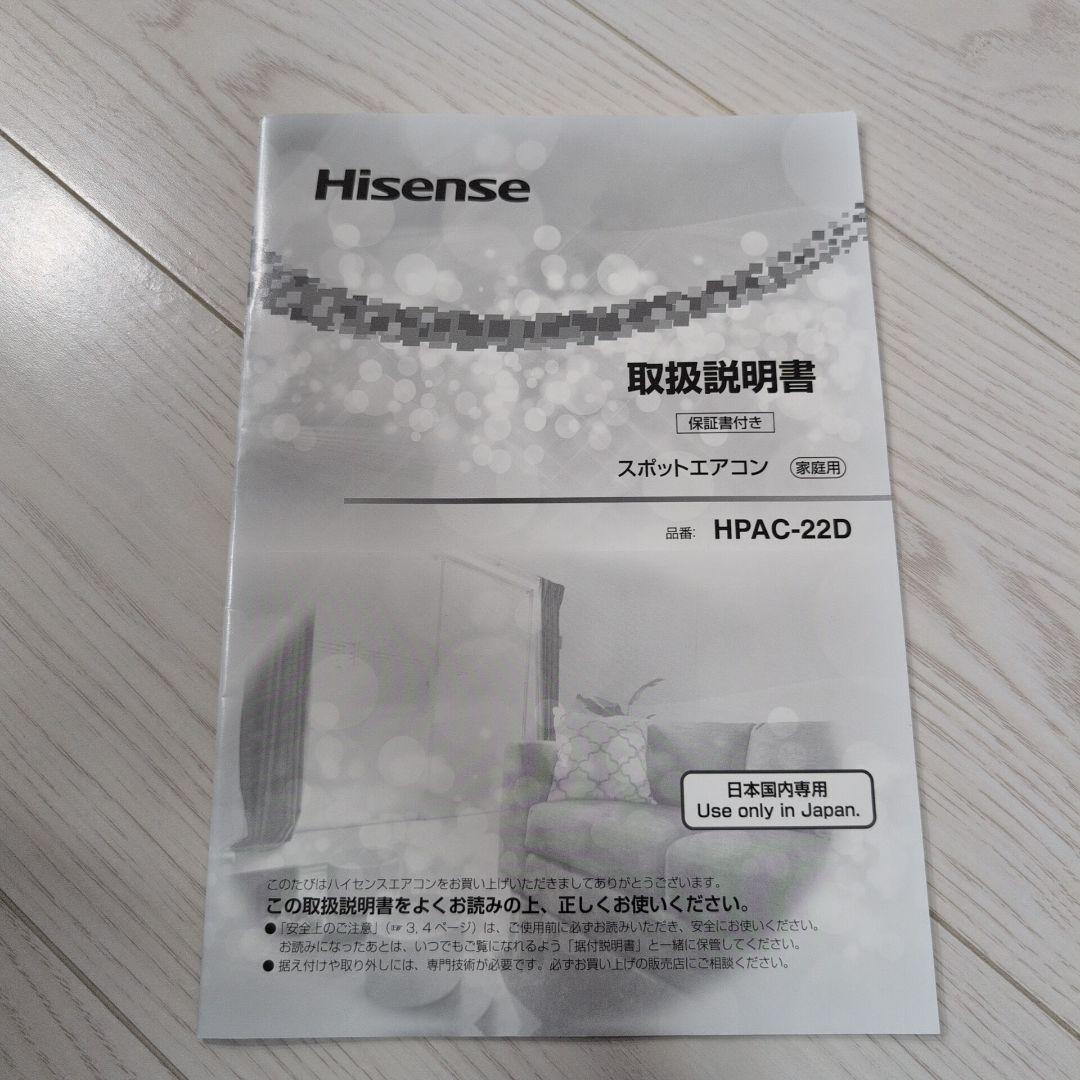 Hisense
取扱説明書
保証書付き
スポットエアコン 家庭用
品番: HPAC-22D
日本国内専用
Use only in Japan.
このたびはハイセンスエアコンをお買い上げいただきましてありがとうございます。
この取扱説明書をよくお読みの上、正しくお使いください。
●「安全上のご注意」(☞ 3, 4 ページ) は、ご使用前に必ずお読みいただき、安全にお使いください。
お読みになったあとは、いつでもご覧になれるよう「据付説明書」と一緒に保管してください。
● 据え付けや取り外しには、専門技術が必要です。必ずお買い上げの販売店にご相談ください。